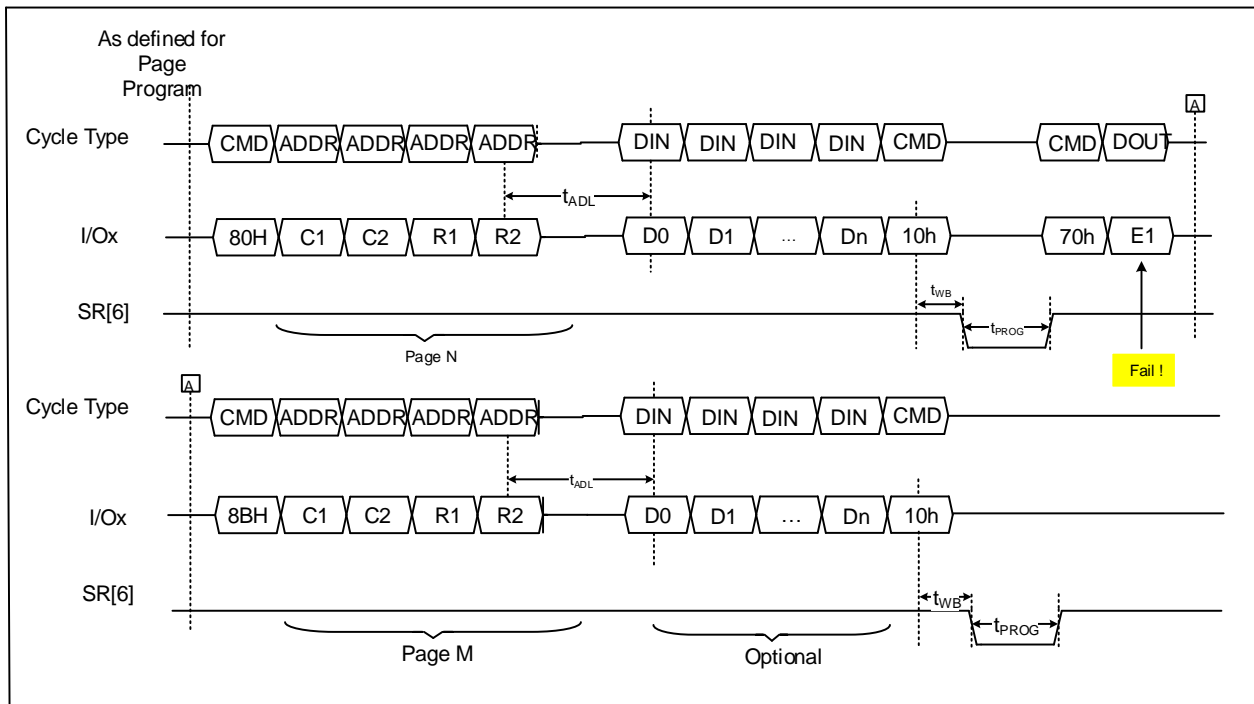 As defined for
Page
Program
A
Cycle Type CMD ADDR ADDR ADDR ADDR DIN DIN DIN DIN CMD CMD DOUT
tADL
I/Ox 80H C1 C2 R1 R2 D0 D1 ... Dn 10h 70h E1
tWB
SR[6]
tPROG
Page N
Fail !
A
Cycle Type CMD ADDR ADDR ADDR ADDR DIN DIN DIN DIN CMD
tADL
I/Ox 8BH C1 C2 R1 R2 D0 D1 ... Dn 10h
SR[6]
tWB
tPROG
Page M Optional